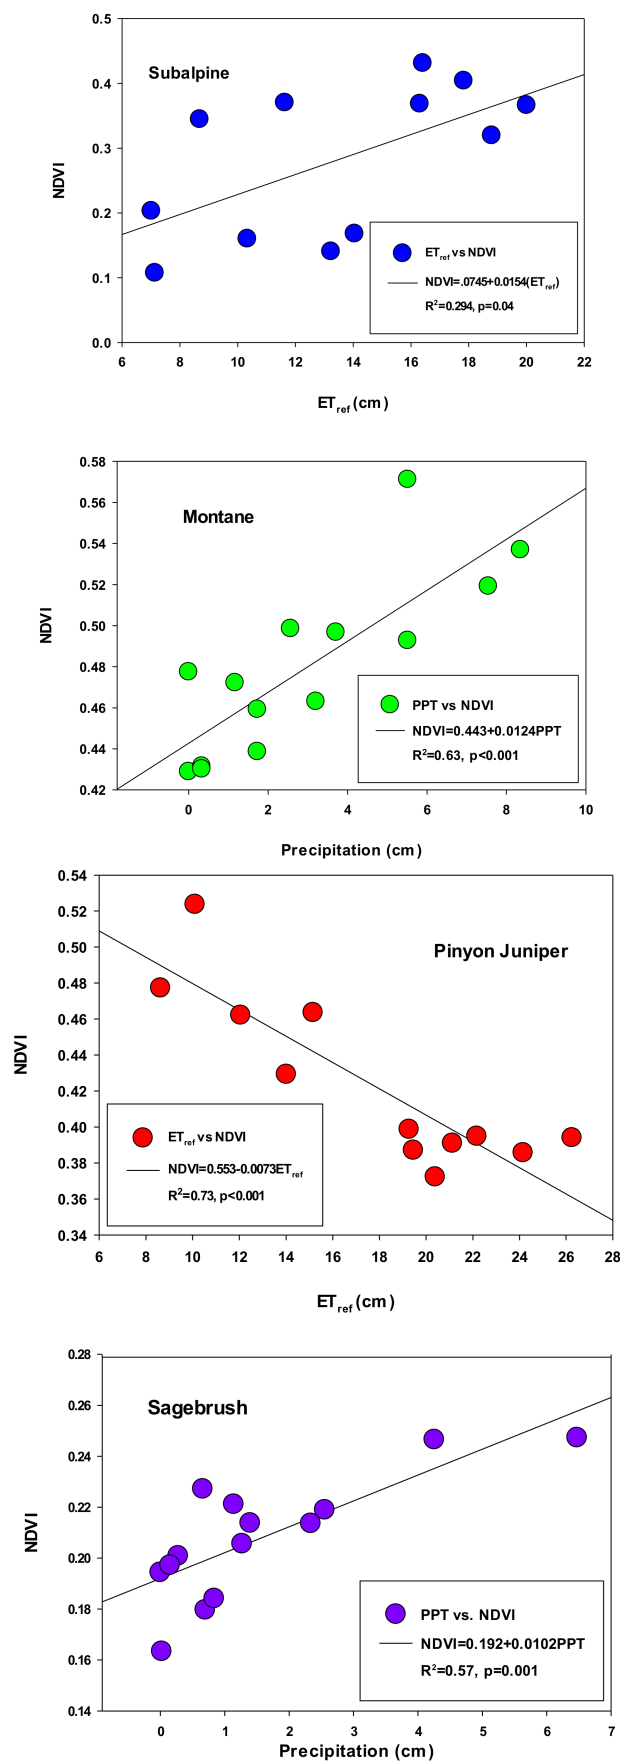 0.5
Subalpine
0.4
0.3
NDVI
0.2
ETref vs NDVI
NDVI=.0745+0.0154(ETref)
0.1
R2=0.294, p=0.04
0.0
6 8 10 12 14 16 18 20 22
ETref (cm)
0.58
0.56
Montane
0.54
0.52
NDVI
0.50
0.48
0.46
PPT vs NDVI
NDVI=0.443+0.0124PPT
0.44
R2=0.63, p<0.001
0.42
0 2 4 6 8 10
Precipitation (cm)
0.54
0.52
Pinyon Juniper
0.50
0.48
0.46
NDVI
0.44
0.42
0.40
ETref vs NDVI
0.38
NDVI=0.553-0.0073ETref
0.36
R2=0.73, p<0.001
0.34
6 8 10 12 14 16 18 20 22 24 26 28
ETref (cm)
0.28
0.26
Sagebrush
0.24
0.22
NDVI
0.20
0.18
PPT vs. NDVI
NDVI=0.192+0.0102PPT
0.16
R2=0.57, p=0.001
0.14
0 1 2 3 4 5 6 7
Precipitation (cm)